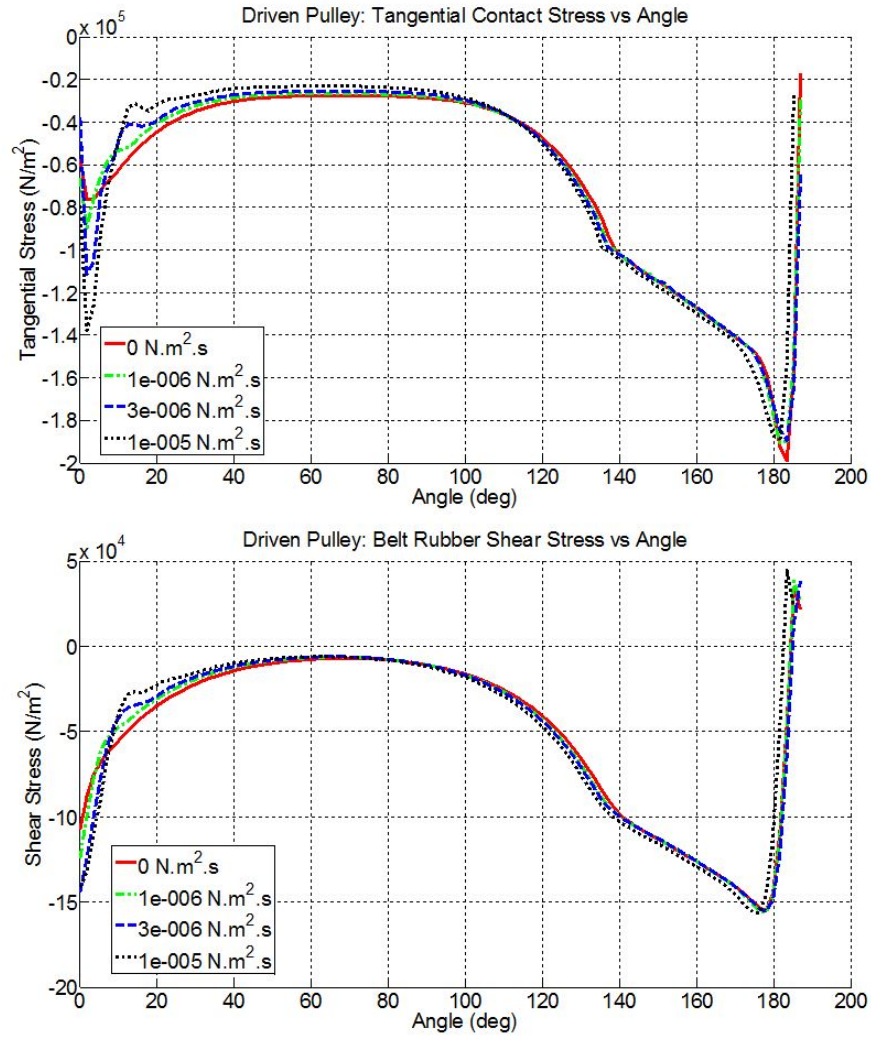 Driven Pulley: Tangential Contact Stress vs Angle
x 10^5
0
-0.2
-0.4
-0.6
-0.8
-1
-1.2
-1.4
-1.6
-1.8
-2
Tangential Stress (N/m^2)
0 N.m^2.s
1e-006 N.m^2.s
3e-006 N.m^2.s
1e-005 N.m^2.s
0 20 40 60 80 100 120 140 160 180 200
Angle (deg)
Driven Pulley: Belt Rubber Shear Stress vs Angle
x 10^4
5
0
-5
-10
-15
-20
Shear Stress (N/m^2)
0 N.m^2.s
1e-006 N.m^2.s
3e-006 N.m^2.s
1e-005 N.m^2.s
0 20 40 60 80 100 120 140 160 180 200
Angle (deg)